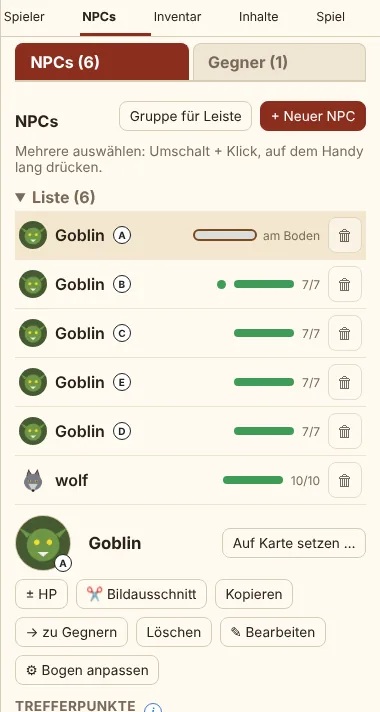 Spieler NPCs Inventar Inhalte Spiel
NPCs (6) Gegner (1)
NPCs Gruppe für Leiste + Neuer NPC
Mehrere auswählen: Umschalt + Klick, auf dem Handy
lang drücken.
▼ Liste (6)
Goblin A am Boden
Goblin B 7/7
Goblin C 7/7
Goblin E 7/7
Goblin D 7/7
wolf 10/10
A Goblin Auf Karte setzen ...
± HP ✂️ Bildausschnitt Kopieren
→ zu Gegnern Löschen ✎ Bearbeiten
⚙ Bogen anpassen
TREFFERPUNKTE i